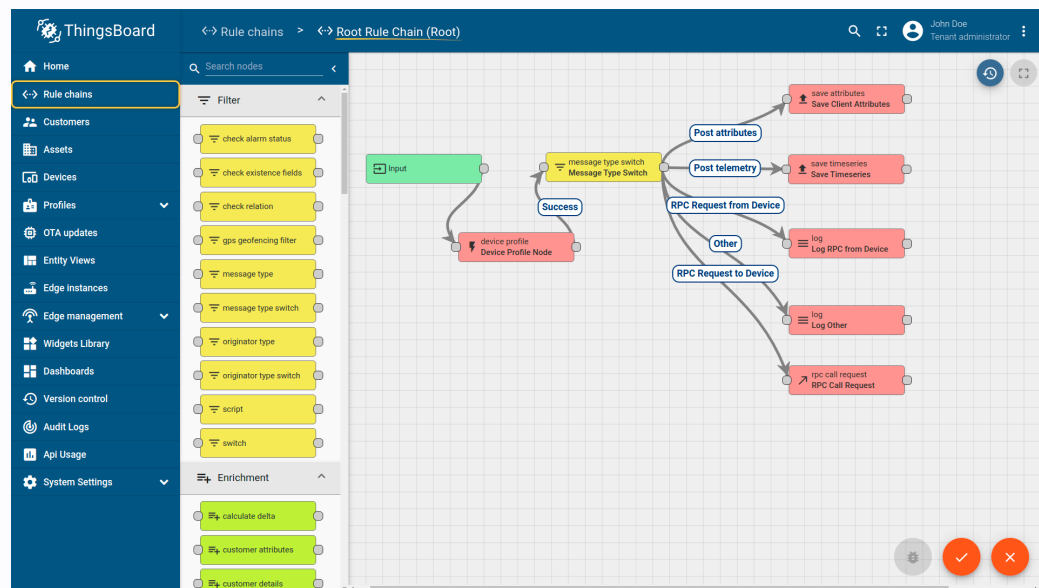 ThingsBoard
Rule chains > Root Rule Chain (Root)
John Doe
Tenant administrator
Home
Rule chains
Customers
Assets
Devices
Profiles
OTA updates
Entity Views
Edge instances
Edge management
Widgets Library
Dashboards
Version control
Audit Logs
Api Usage
System Settings
Search nodes
Filter
check alarm status
check existence fields
check relation
gps geofencing filter
message type
message type switch
originator type
originator type switch
script
switch
Enrichment
calculate delta
customer attributes
customer details
Input
device profile
Device Profile Node
Success
message type switch
Message Type Switch
Post attributes
Post telemetry
RPC Request from Device
Other
RPC Request to Device
save attributes
Save Client Attributes
save timeseries
Save Timeseries
log
Log RPC from Device
log
Log Other
rpc call request
RPC Call Request